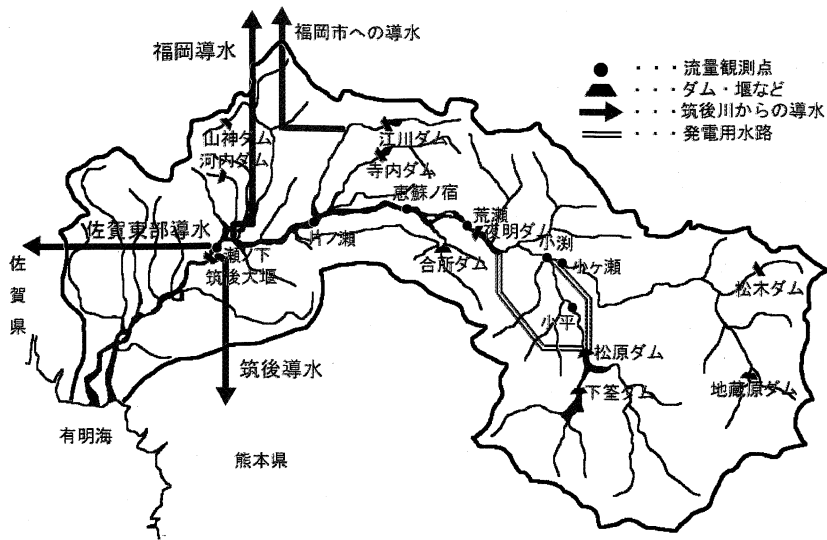 福岡導水
福岡市への導水
・・・流量観測点
・・・ダム・堰など
・・・筑後川からの導水
・・・発電用水路
山神ダム
河内ダム
江川ダム
寺内ダム
恵蘇ノ宿
佐賀東部導水
瀬ノ下
筑後大堰
片ノ瀬
荒瀬
夜明ダム
合所ダム
小渕
小ヶ瀬
松木ダム
小平
松原ダム
下筌ダム
地蔵原ダム
佐賀県
筑後導水
有明海
熊本県